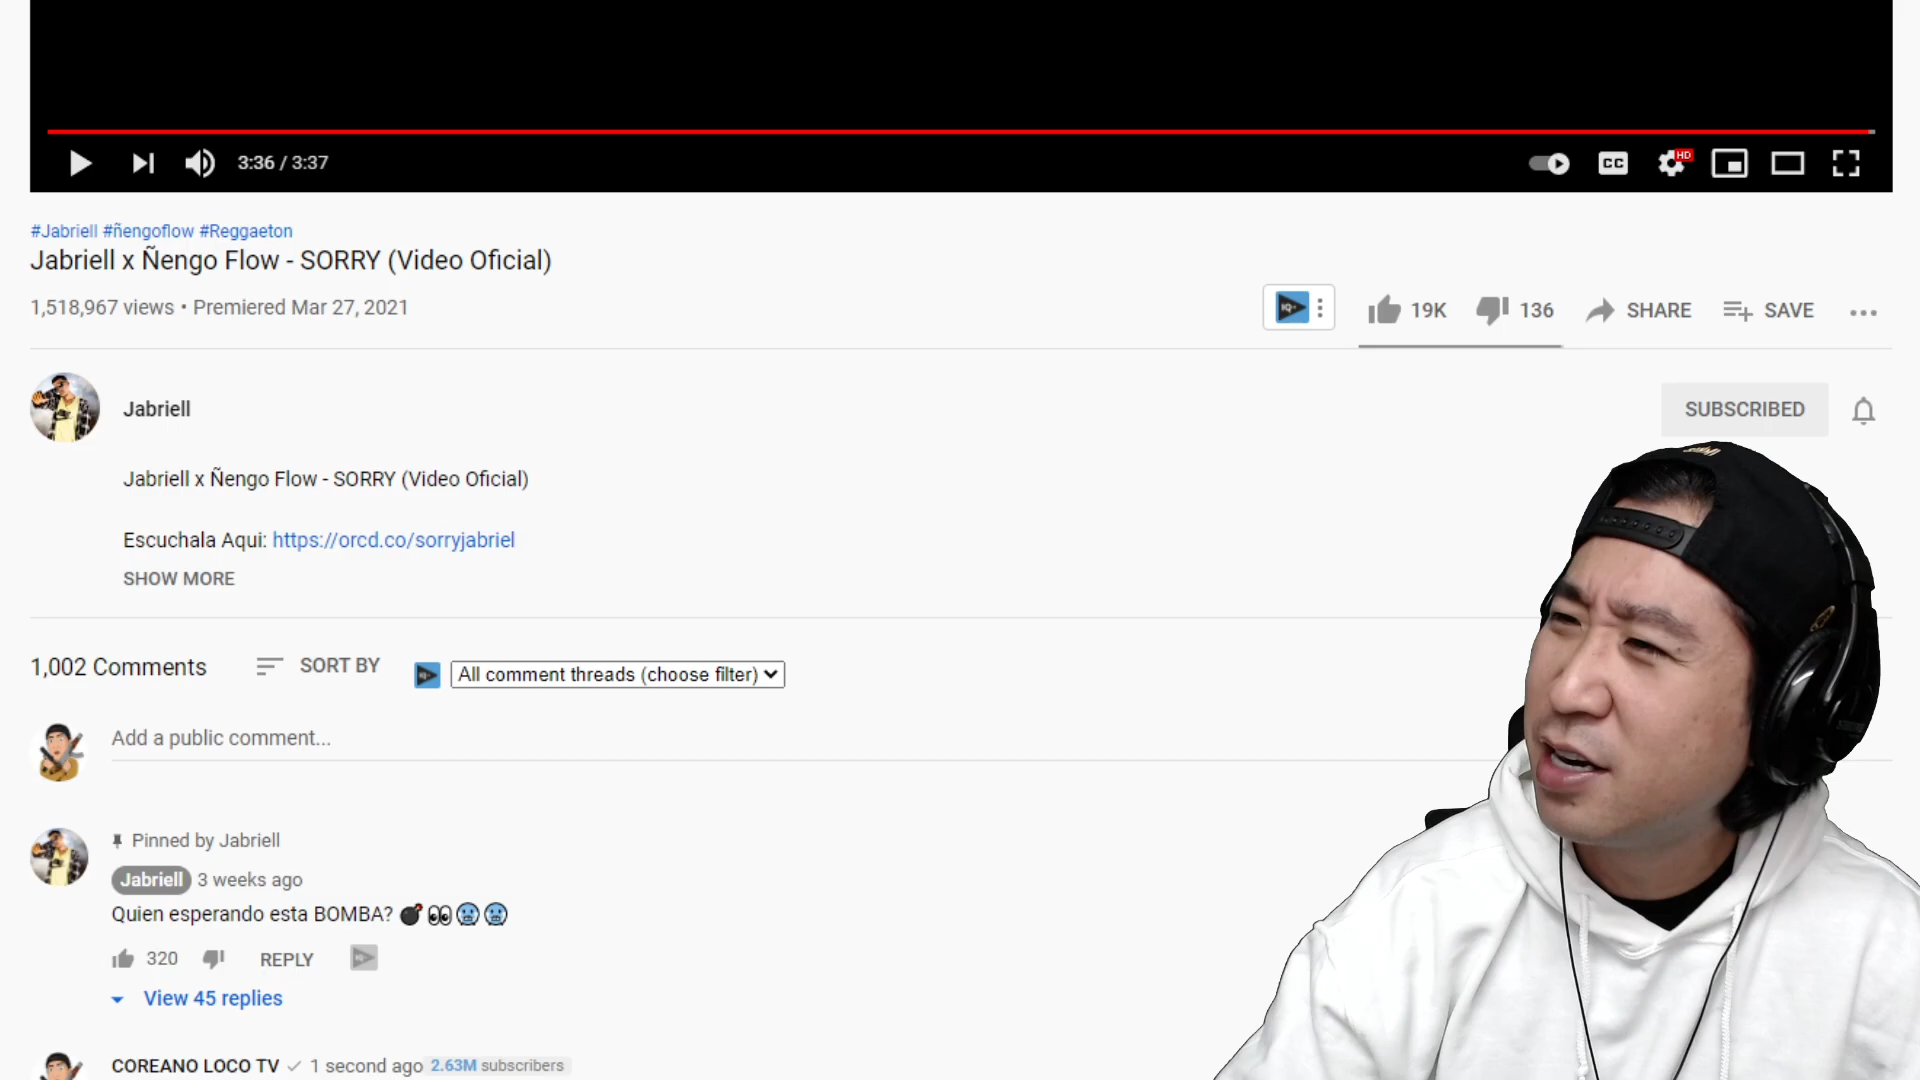 3:36 / 3:37
CC
HD
#Jabriell #ñengoflow #Reggaeton
Jabriell x Ñengo Flow - SORRY (Video Oficial)
1,518,967 views • Premiered Mar 27, 2021
19K
136
SHARE
SAVE
Jabriell
SUBSCRIBED
Jabriell x Ñengo Flow - SORRY (Video Oficial)
Escuchala Aqui: https://orcd.co/sorryjabriel
SHOW MORE
1,002 Comments
SORT BY
All comment threads (choose filter)
Add a public comment...
Pinned by Jabriell
Jabriell 3 weeks ago
Quien esperando esta BOMBA? 💣👀🥶🥶
320
REPLY
View 45 replies
COREANO LOCO TV 1 second ago 2.63M subscribers